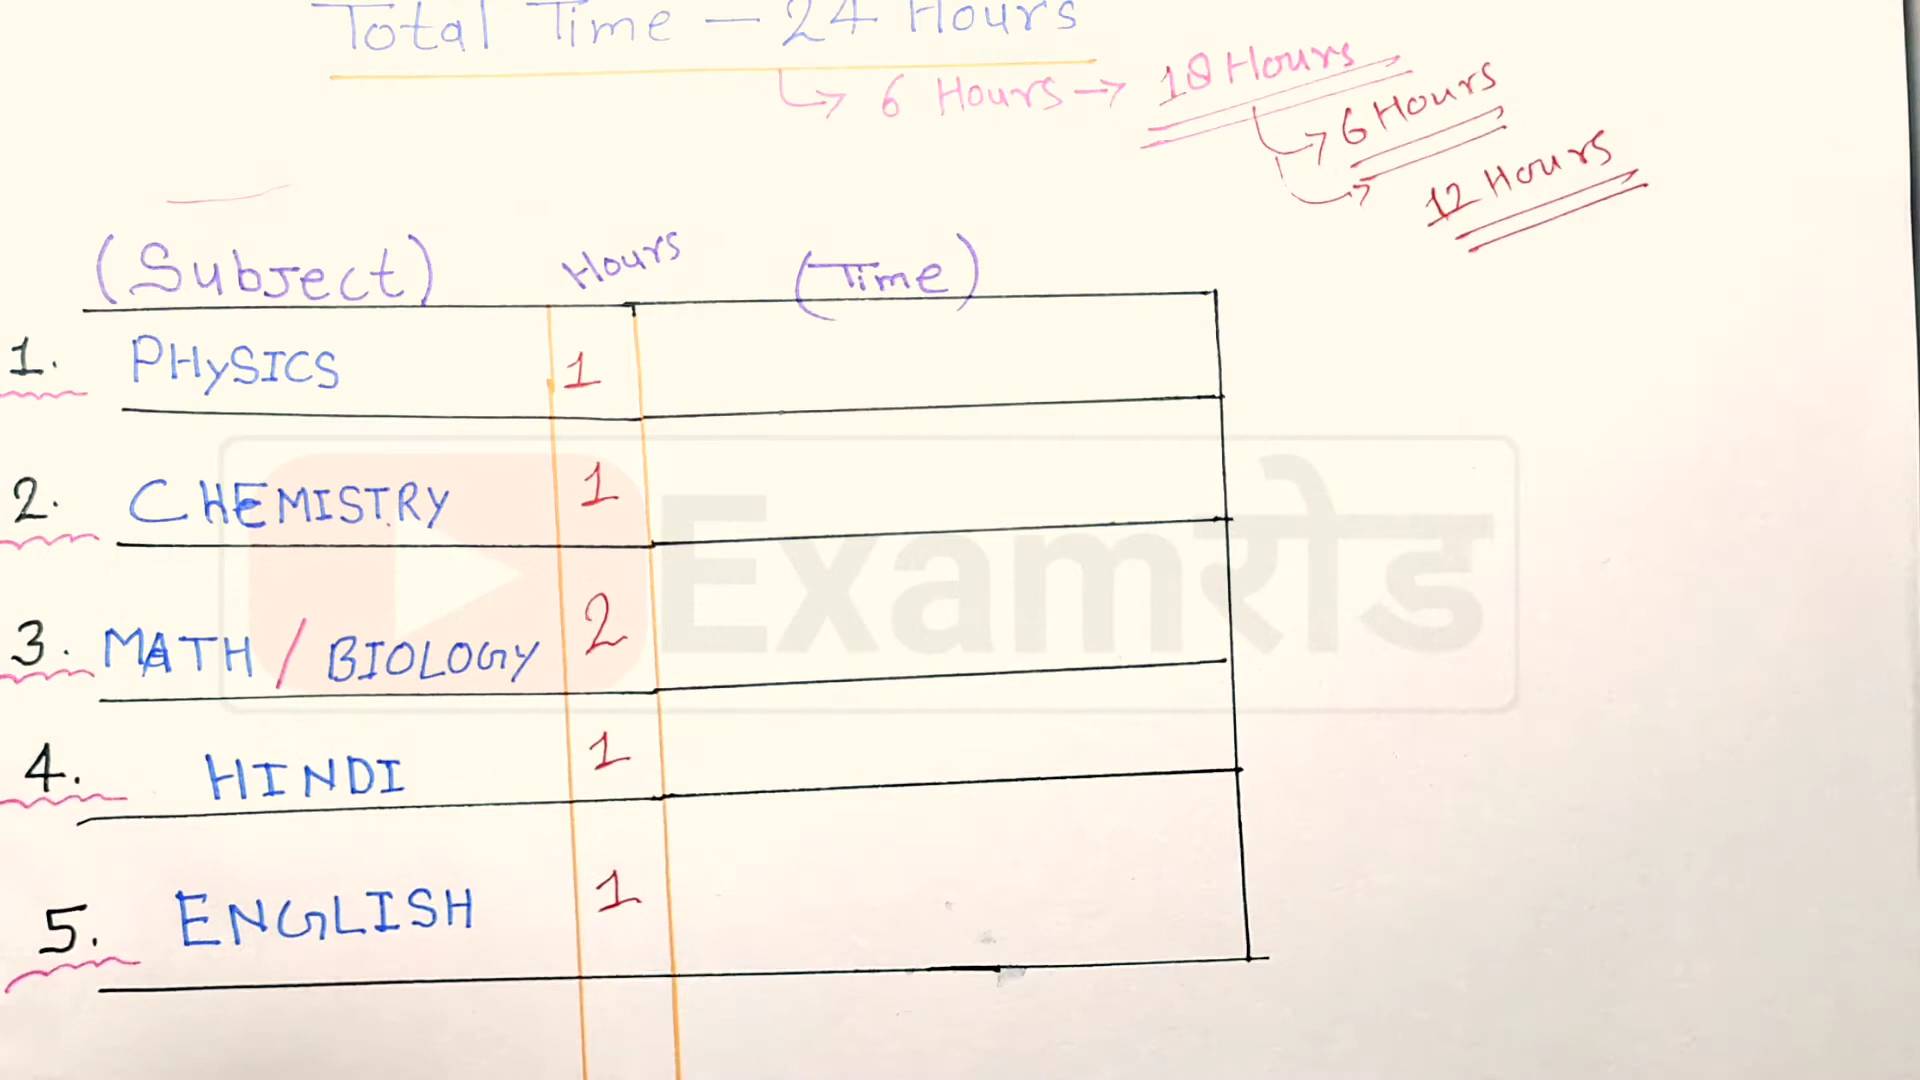 Total Time - 24 Hours
↳ 6 Hours → 18 Hours
↳ 6 Hours
↳ 12 Hours
(Subject) Hours (Time)
1. PHySICS 1
2. CHEMISTRY 1
3. MATH / BIOLOGY 2
4. HINDI 1
5. ENGLISH 1
Examरोड